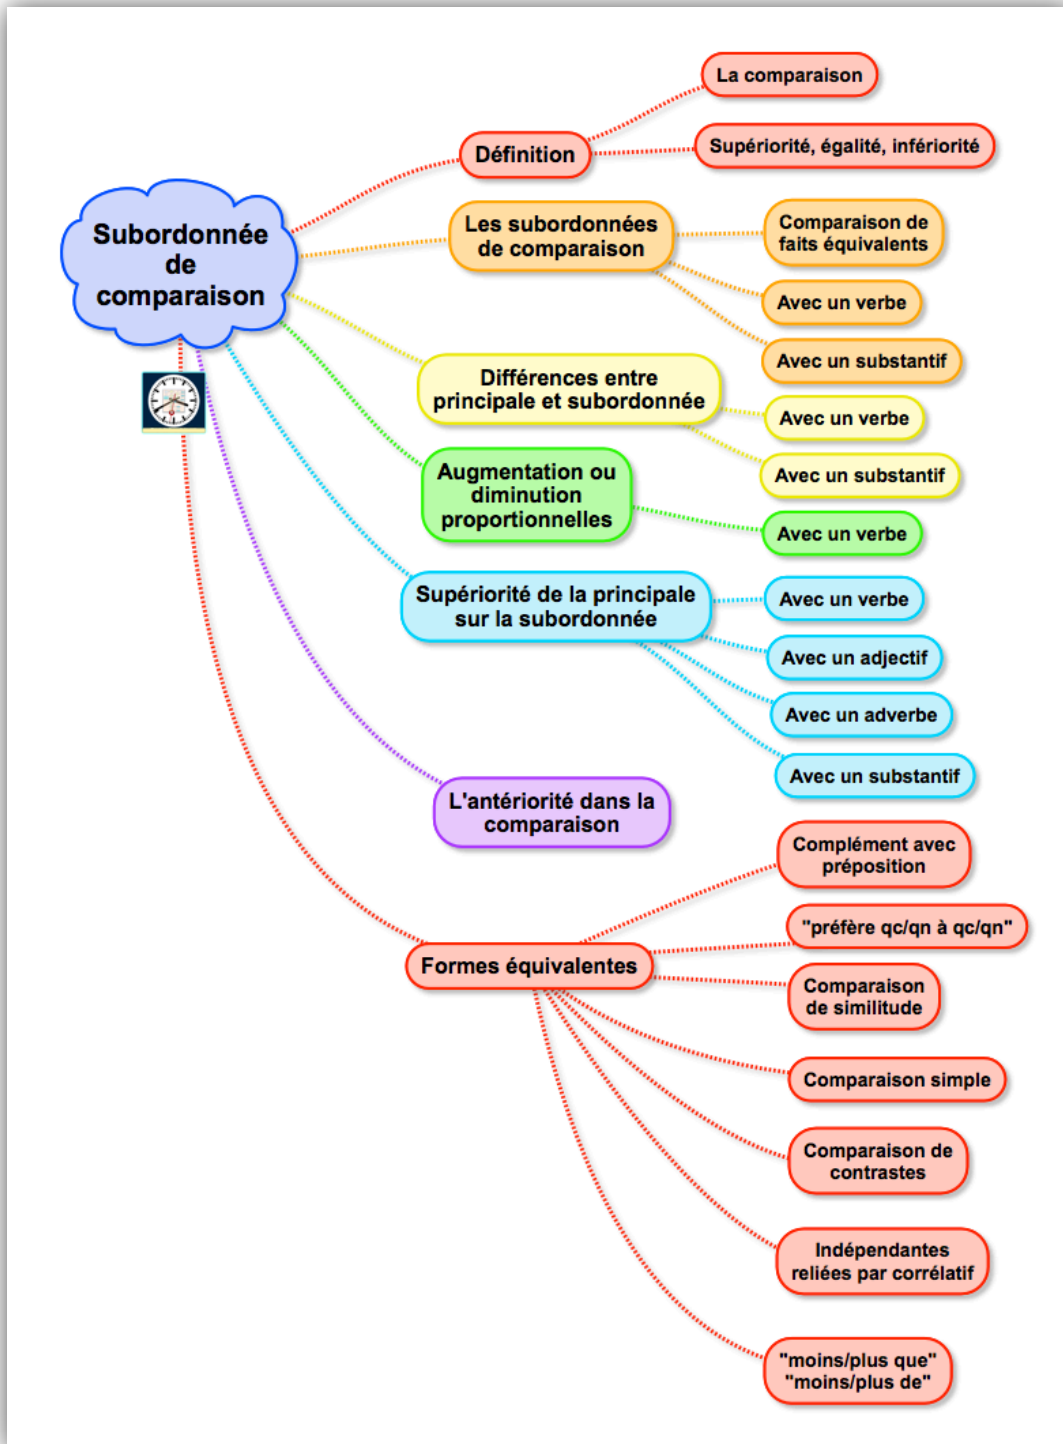 Subordonnée
de
comparaison
Définition
La comparaison
Supériorité, égalité, infériorité
Les subordonnées
de comparaison
Comparaison de
faits équivalents
Avec un verbe
Avec un substantif
Différences entre
principale et subordonnée
Avec un verbe
Avec un substantif
Augmentation ou
diminution
proportionnelles
Avec un verbe
Supériorité de la principale
sur la subordonnée
Avec un verbe
Avec un adjectif
Avec un adverbe
Avec un substantif
L'antériorité dans la
comparaison
Formes équivalentes
Complément avec
préposition
"préfère qc/qn à qc/qn"
Comparaison
de similitude
Comparaison simple
Comparaison de
contrastes
Indépendantes
reliées par corrélatif
"moins/plus que"
"moins/plus de"